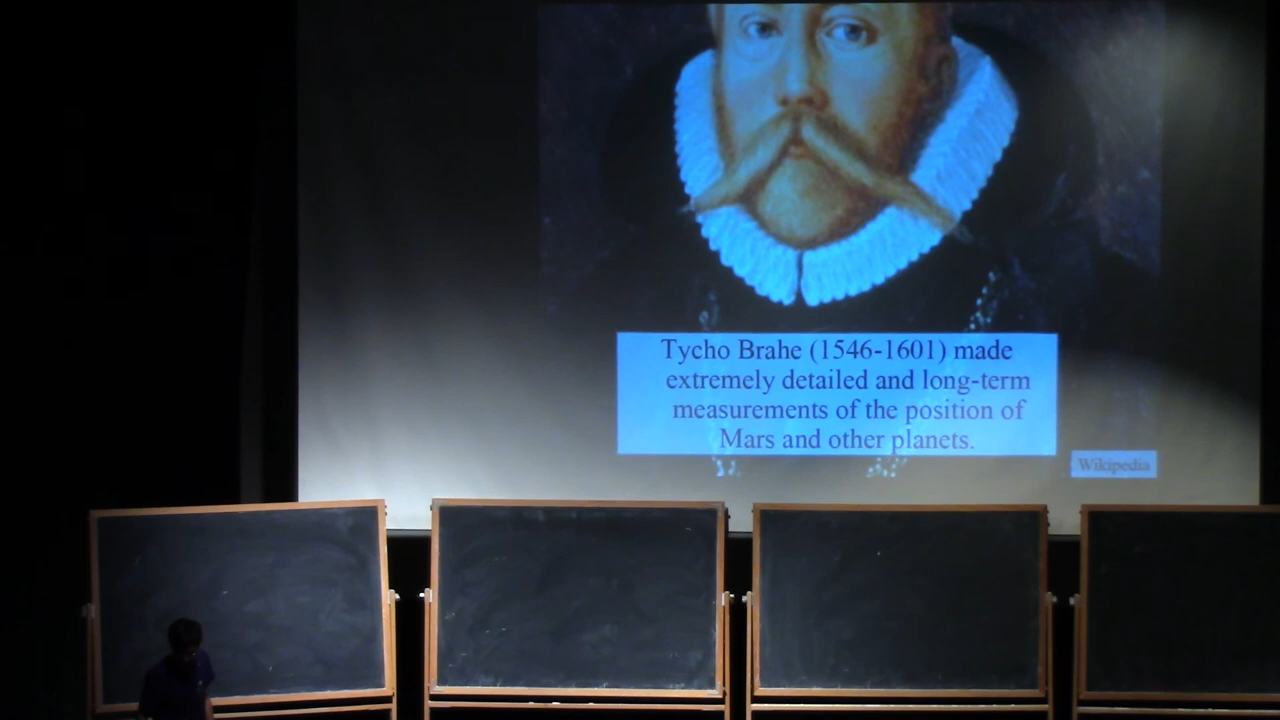 Tycho Brahe (1546-1601) made
extremely detailed and long-term
measurements of the position of
Mars and other planets.
Wikipedia